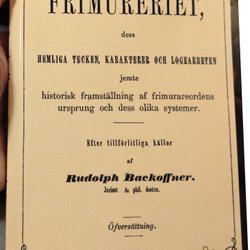 FRIMURERIET,
dess
HEMLIGA TECKEN, KARAKTERER OCH LOGEARBETEN
jemte
historisk framställning af frimurareordens
ursprung och dess olika systemer.
Efter tillförlitliga källor
af
Rudolph Backoffner.
Jurist & phil. doctor.
Öfversättning.